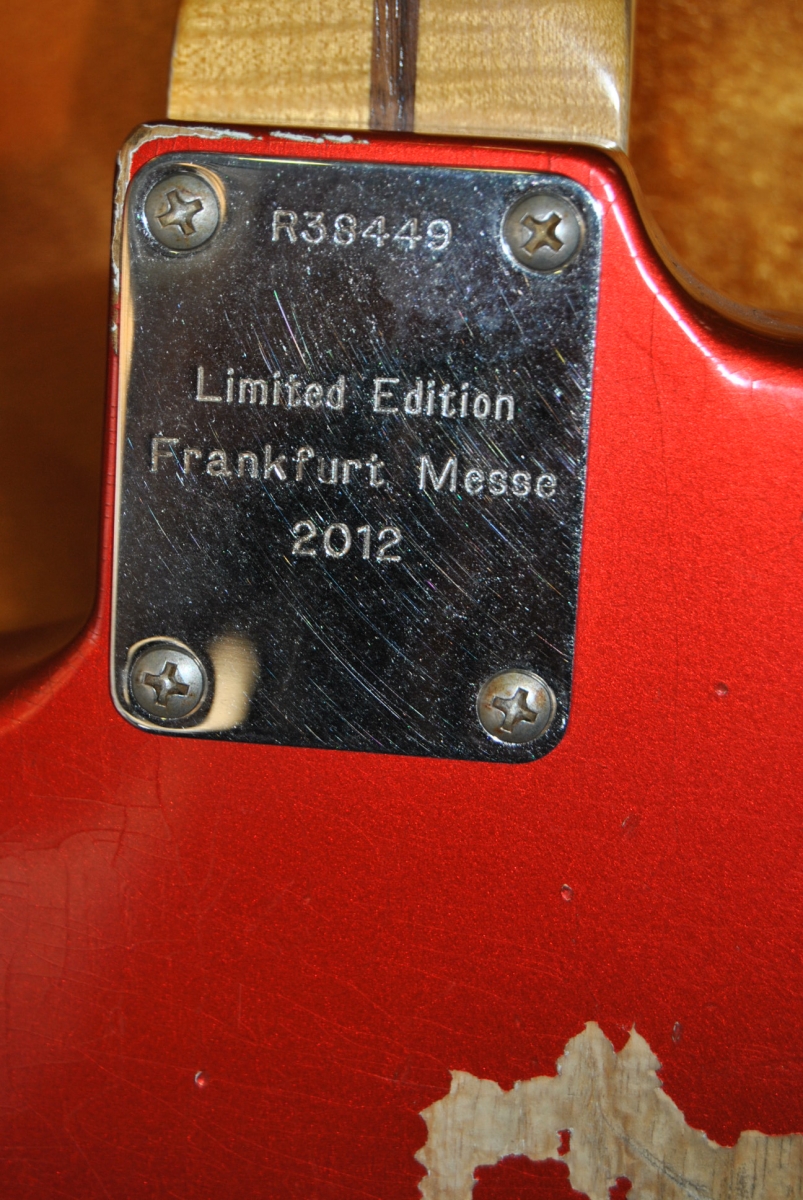 R38449
Limited Edition
Frankfurt Messe
2012